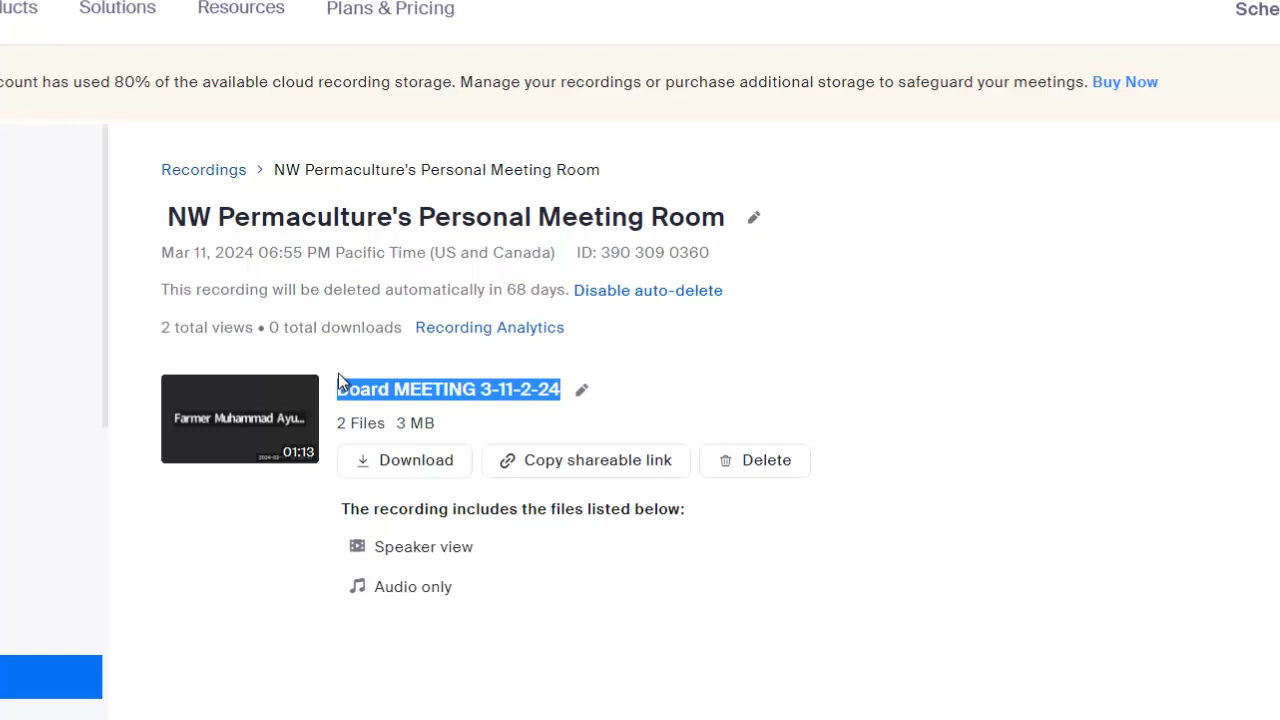 ucts Solutions Resources Plans & Pricing Sche
count has used 80% of the available cloud recording storage. Manage your recordings or purchase additional storage to safeguard your meetings. Buy Now
Recordings > NW Permaculture's Personal Meeting Room
NW Permaculture's Personal Meeting Room
Mar 11, 2024 06:55 PM Pacific Time (US and Canada) ID: 390 309 0360
This recording will be deleted automatically in 68 days. Disable auto-delete
2 total views • 0 total downloads Recording Analytics
Board MEETING 3-11-2-24
Farmer Muhammad Ayu...
01:13
2 Files 3 MB
Download Copy shareable link Delete
The recording includes the files listed below:
Speaker view
Audio only